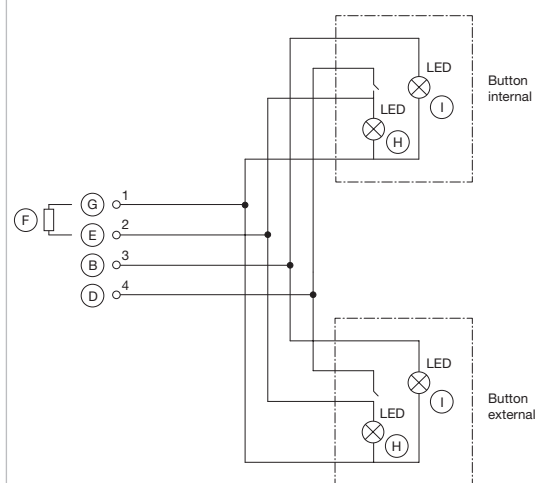 LED
Button
internal
I
LED
H
1
G
F
2
E
3
B
4
D
LED
Button
external
I
LED
H